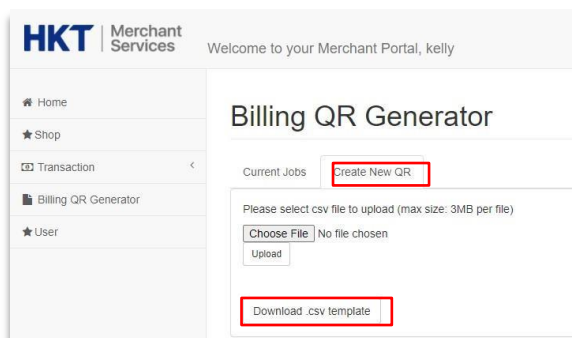 HKT Merchant Services
Welcome to your Merchant Portal, kelly
Home
Shop
Transaction
Billing QR Generator
User
Billing QR Generator
Current Jobs Create New QR
Please select csv file to upload (max size: 3MB per file)
Choose File No file chosen
Upload
Download .csv template